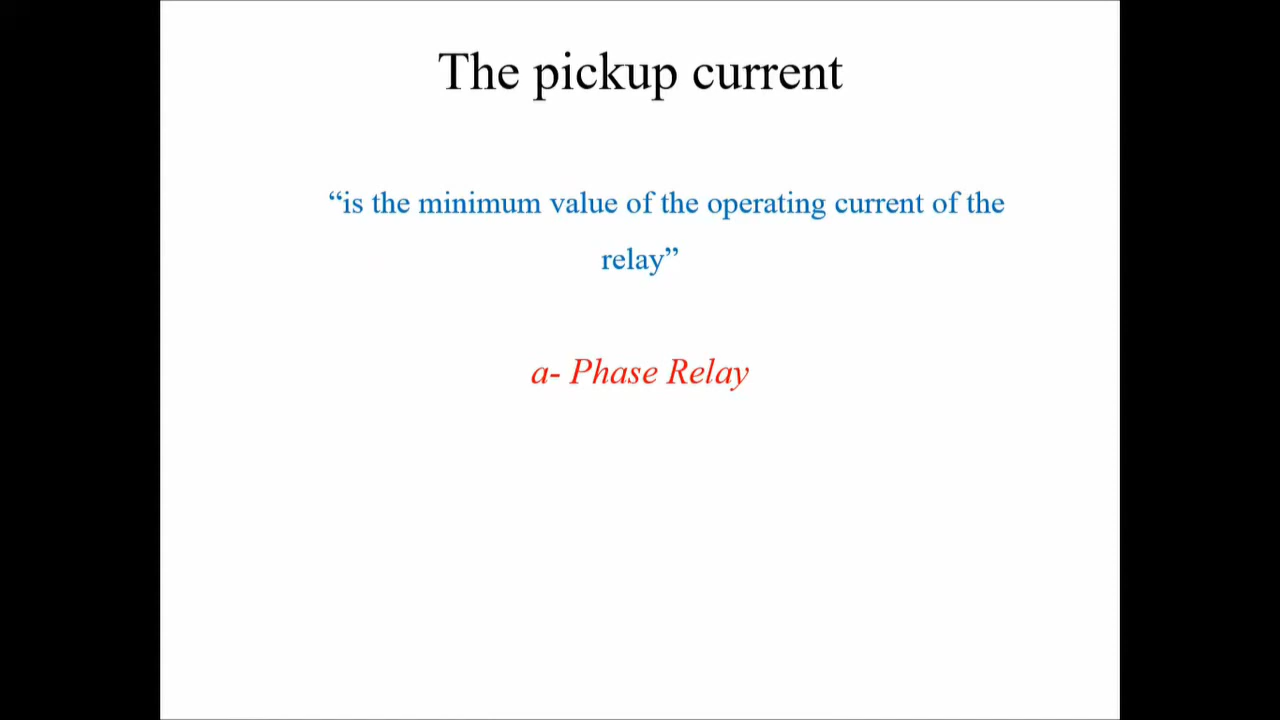 The pickup current
“is the minimum value of the operating current of the
relay”
a- Phase Relay